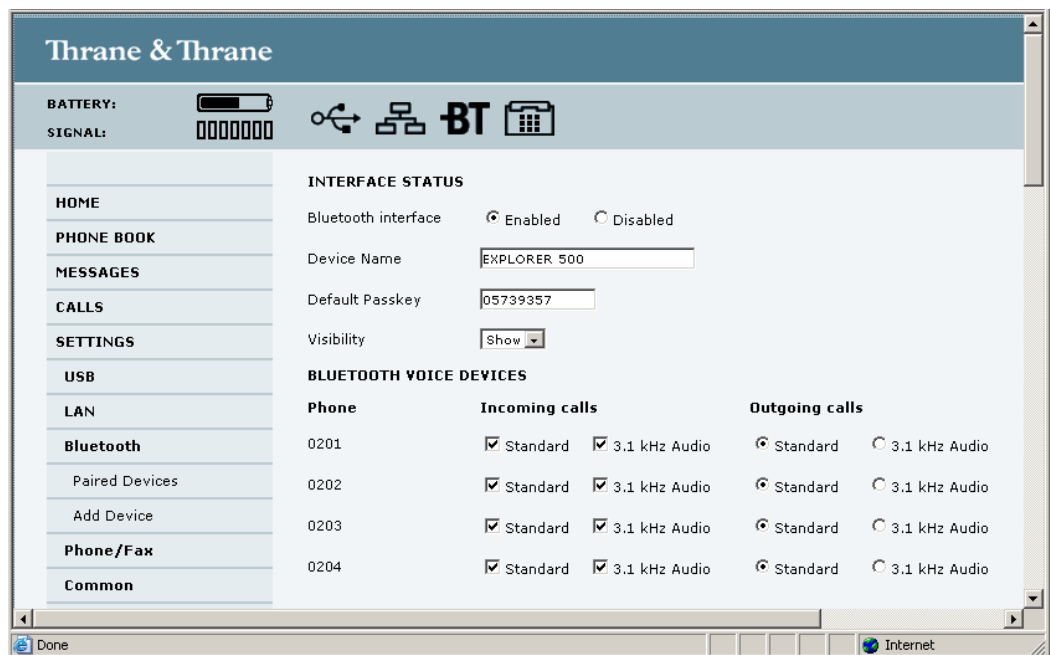 Thrane & Thrane
BATTERY:
SIGNAL:
BT
HOME
PHONE BOOK
MESSAGES
CALLS
SETTINGS
USB
LAN
Bluetooth
Paired Devices
Add Device
Phone/Fax
Common
INTERFACE STATUS
Bluetooth interface Enabled Disabled
Device Name EXPLORER 500
Default Passkey 05739357
Visibility Show
BLUETOOTH VOICE DEVICES
Phone Incoming calls Outgoing calls
0201 Standard 3.1 kHz Audio Standard 3.1 kHz Audio
0202 Standard 3.1 kHz Audio Standard 3.1 kHz Audio
0203 Standard 3.1 kHz Audio Standard 3.1 kHz Audio
0204 Standard 3.1 kHz Audio Standard 3.1 kHz Audio
Done Internet